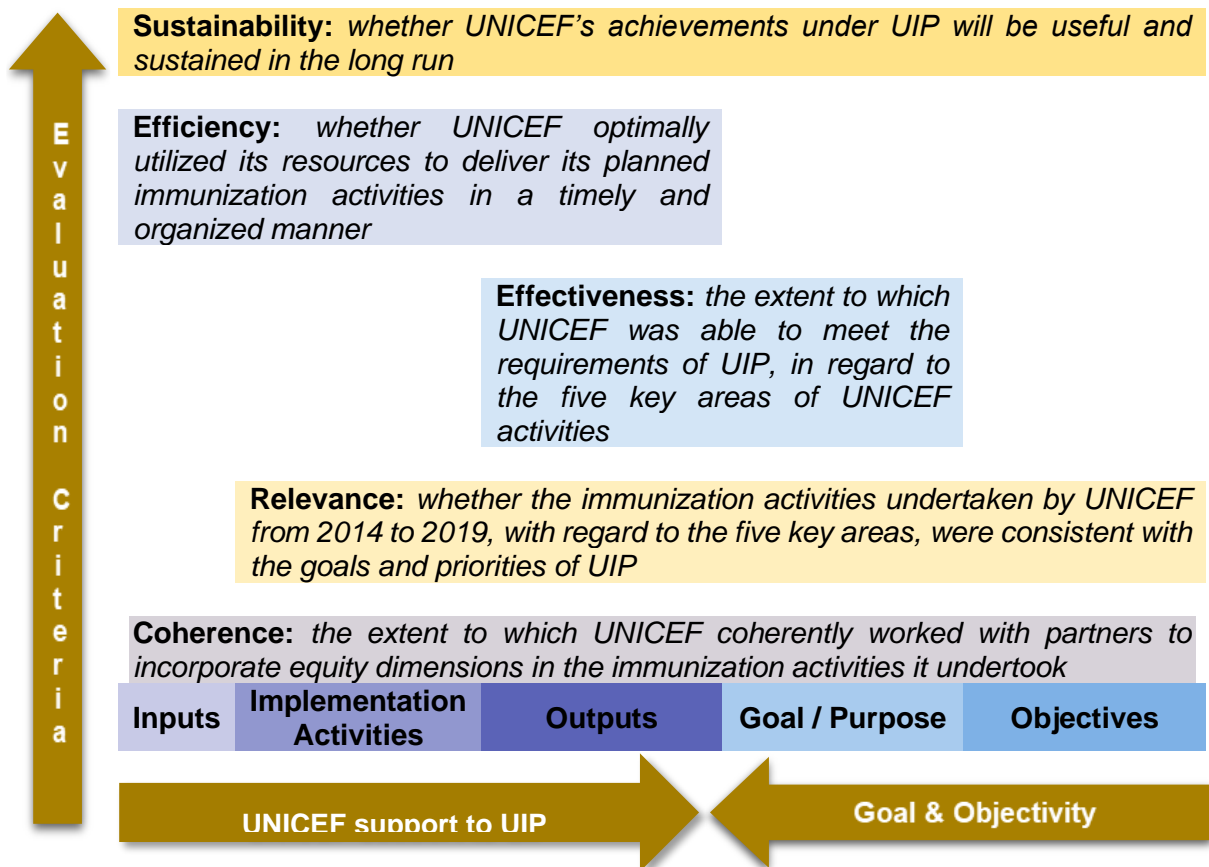 Sustainability: whether UNICEF’s achievements under UIP will be useful and
sustained in the long run
Evaluation Criteria
Efficiency: whether UNICEF optimally
utilized its resources to deliver its planned
immunization activities in a timely and
organized manner
Effectiveness: the extent to which
UNICEF was able to meet the
requirements of UIP, in regard to
the five key areas of UNICEF
activities
Relevance: whether the immunization activities undertaken by UNICEF
from 2014 to 2019, with regard to the five key areas, were consistent with
the goals and priorities of UIP
Coherence: the extent to which UNICEF coherently worked with partners to
incorporate equity dimensions in the immunization activities it undertook
Inputs
Implementation
Activities
Outputs
Goal / Purpose
Objectives
UNICEF support to UIP
Goal & Objectivity